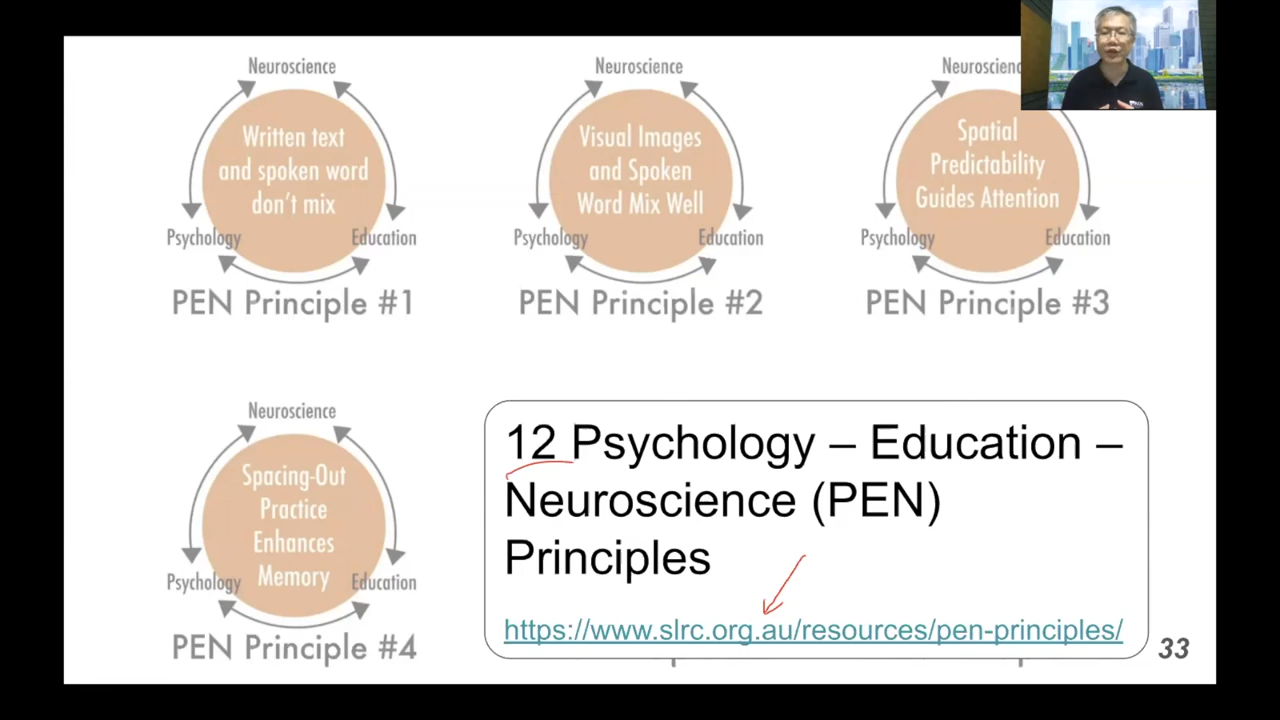 Neuroscience
Written text
and spoken word
don't mix
Psychology
Education
PEN Principle #1
Neuroscience
Visual Images
and Spoken
Word Mix Well
Psychology
Education
PEN Principle #2
Spatial
Predictability
Guides Attention
Psychology
Education
PEN Principle #3
Neuroscience
Spacing-Out
Practice
Enhances
Memory
Psychology
Education
PEN Principle #4
12 Psychology – Education –
Neuroscience (PEN)
Principles
https://www.slrc.org.au/resources/pen-principles/
33